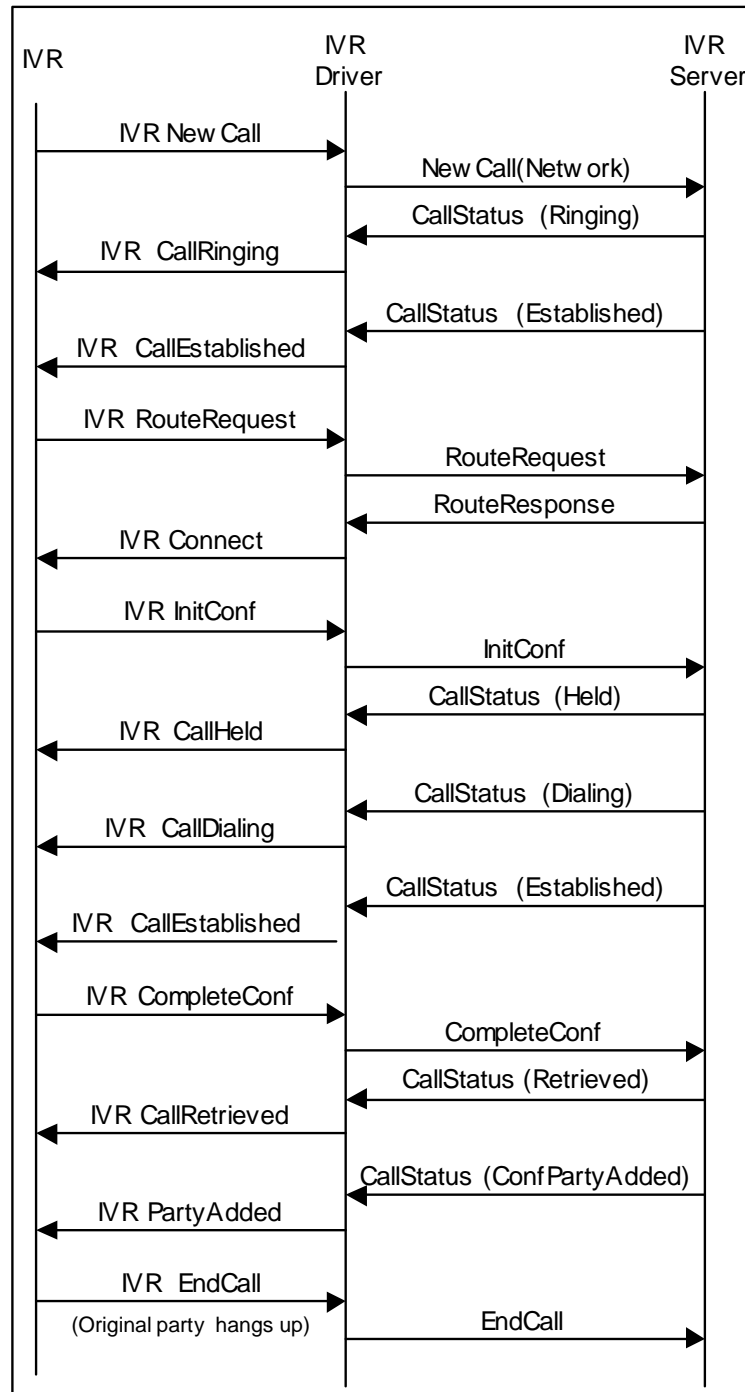 IVR
IVR
Driver
IVR
Server
IVR New Call
New Call(Network)
CallStatus (Ringing)
IVR CallRinging
CallStatus (Established)
IVR CallEstablished
IVR RouteRequest
RouteRequest
RouteResponse
IVR Connect
IVR InitConf
InitConf
CallStatus (Held)
IVR CallHeld
CallStatus (Dialing)
IVR CallDialing
CallStatus (Established)
IVR CallEstablished
IVR CompleteConf
CompleteConf
CallStatus (Retrieved)
IVR CallRetrieved
CallStatus (ConfPartyAdded)
IVR PartyAdded
IVR EndCall
(Original party hangs up)
EndCall